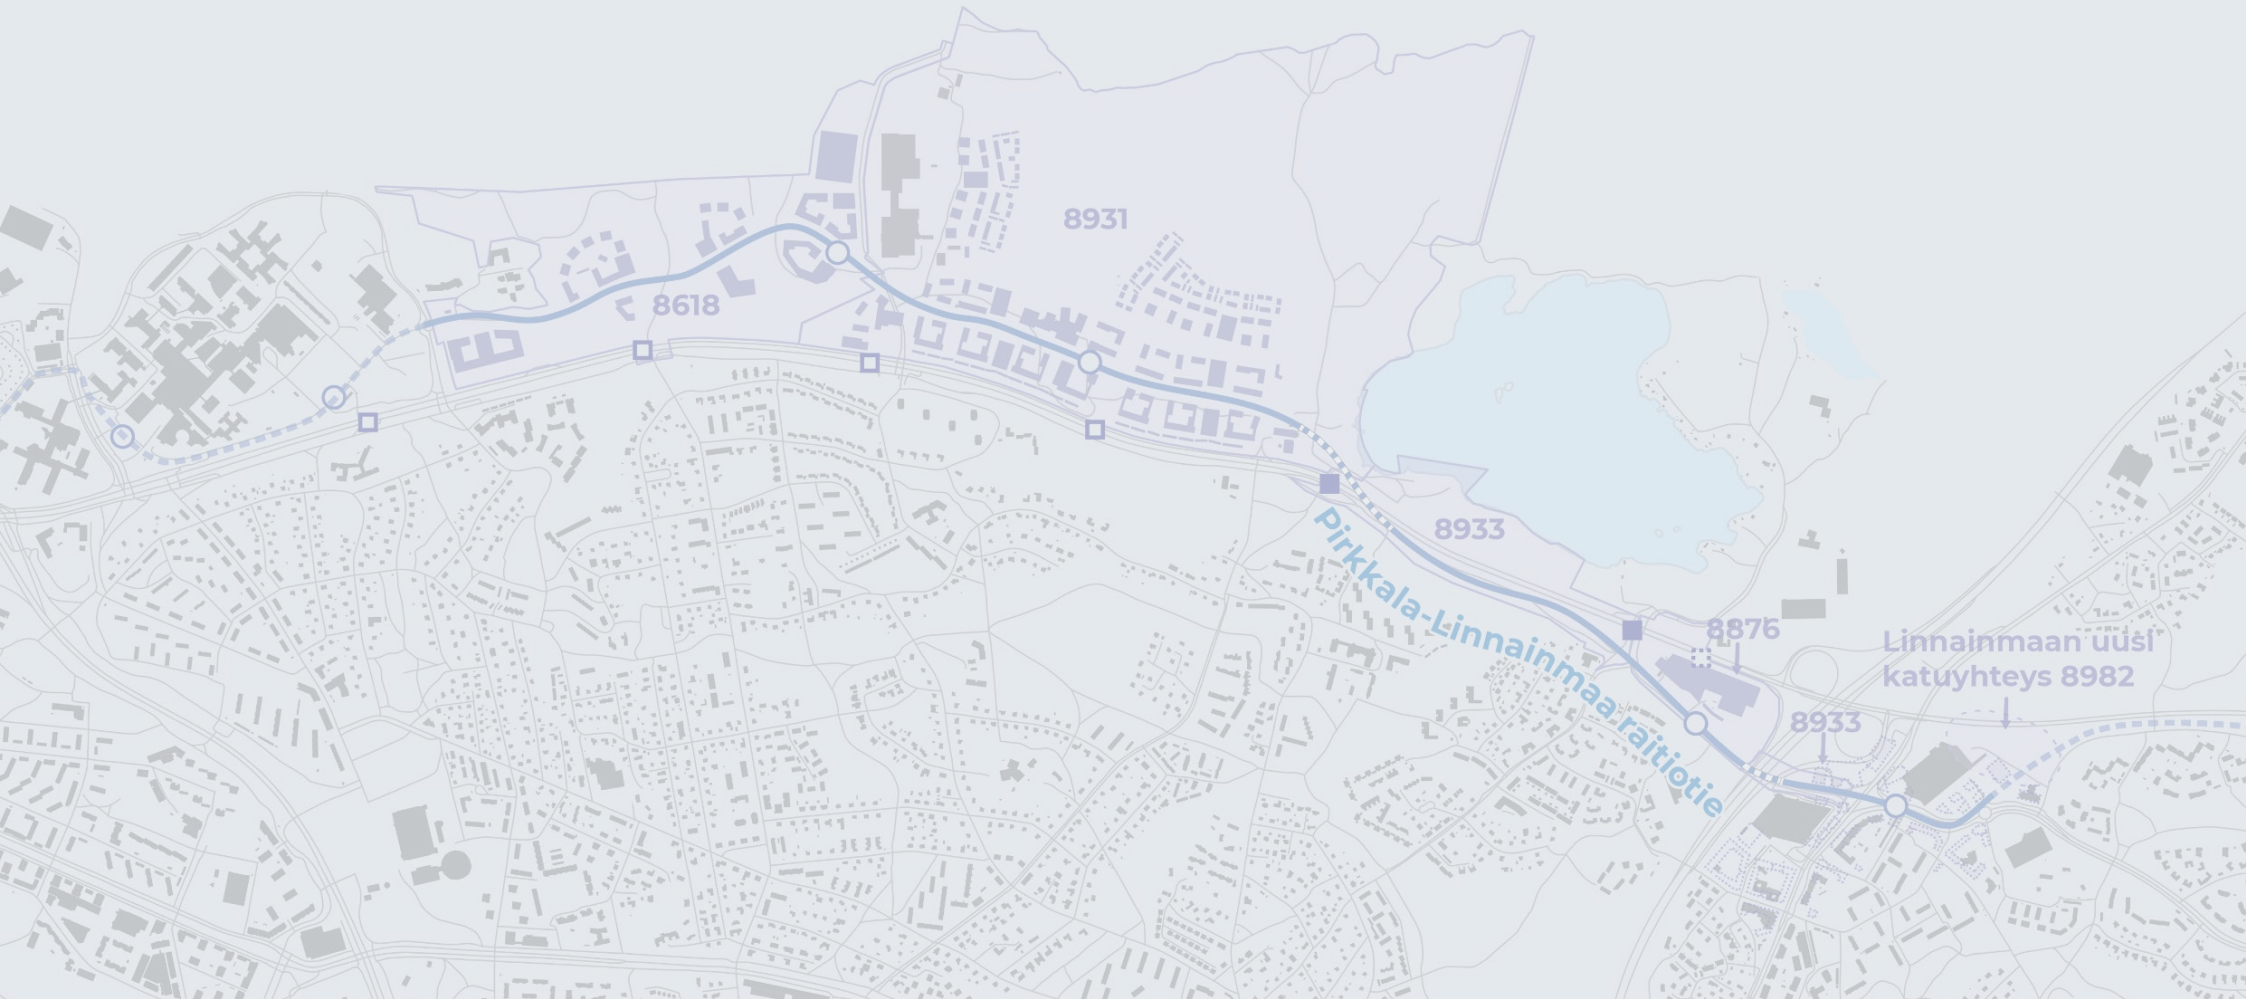 8931
8618
8933
Pirkkala-Linnainmaa raitiotie
8876
Linnainmaan uusi
katuyhteys 8982
8933